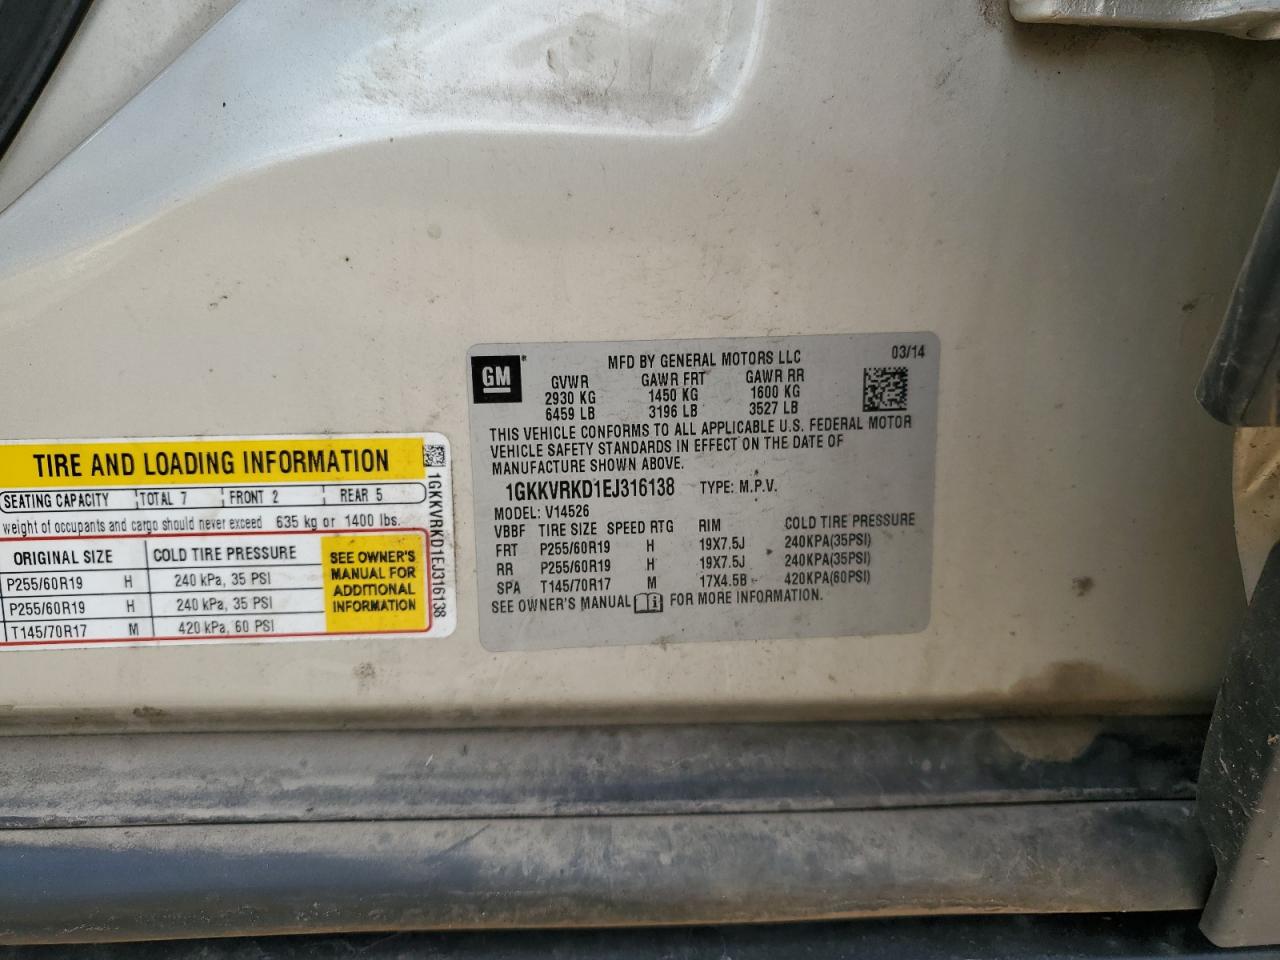 GM
MFD BY GENERAL MOTORS LLC 03/14
GVWR GAWR FRT GAWR RR
2930 KG 1450 KG 1600 KG
6459 LB 3196 LB 3527 LB
THIS VEHICLE CONFORMS TO ALL APPLICABLE U.S. FEDERAL MOTOR
VEHICLE SAFETY STANDARDS IN EFFECT ON THE DATE OF
MANUFACTURE SHOWN ABOVE.
1GKKVRKD1EJ316138 TYPE: M.P.V.
MODEL: V14526
VBBF TIRE SIZE SPEED RTG RIM COLD TIRE PRESSURE
FRT P255/60R19 H 19X7.5J 240KPA(35PSI)
RR P255/60R19 H 19X7.5J 240KPA(35PSI)
SPA T145/70R17 M 17X4.5B 420KPA(60PSI)
SEE OWNER'S MANUAL FOR MORE INFORMATION.
TIRE AND LOADING INFORMATION
SEATING CAPACITY TOTAL 7 FRONT 2 REAR 5
weight of occupants and cargo should never exceed 635 kg or 1400 lbs.
ORIGINAL SIZE COLD TIRE PRESSURE
P255/60R19 H 240 kPa, 35 PSI
P255/60R19 H 240 kPa, 35 PSI
T145/70R17 M 420 kPa, 60 PSI
SEE OWNER'S
MANUAL FOR
ADDITIONAL
INFORMATION
1GKKVRKD1EJ316138